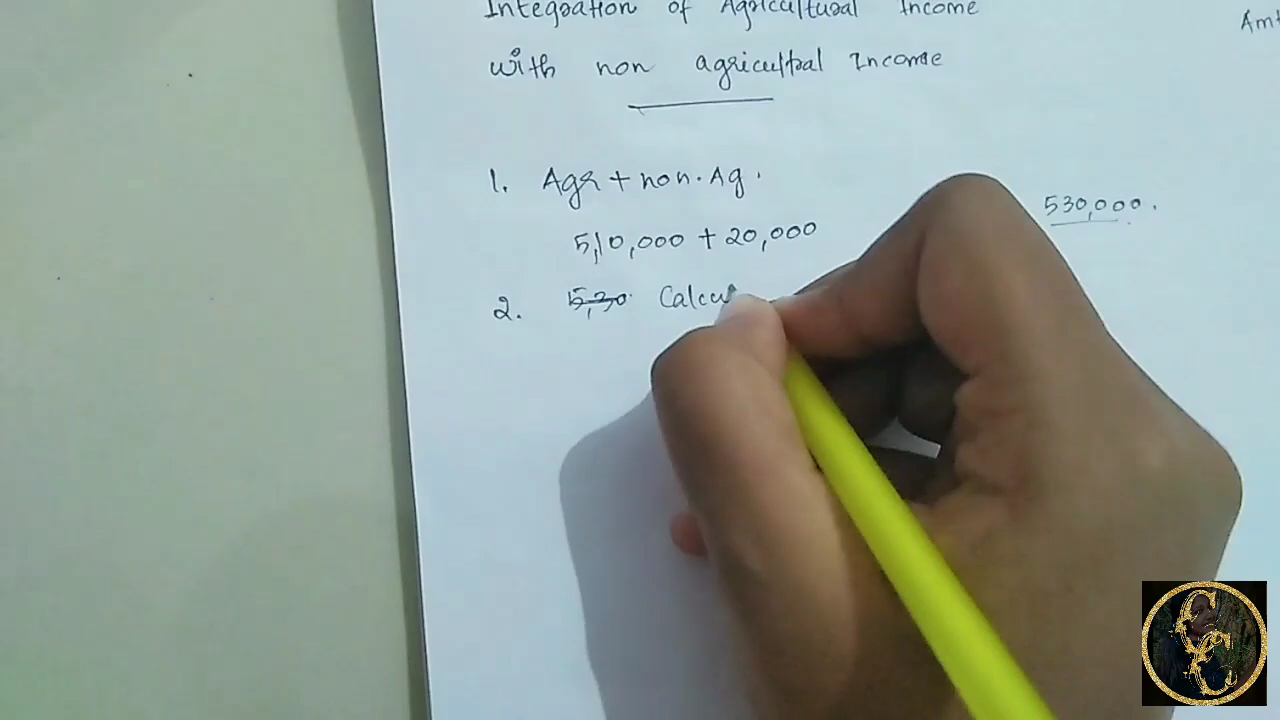 Integration of Agricultural Income
Amt
with non agricultral Income
1. Agr + non. Ag.
530,000.
5,10,000 + 20,000
2. 5,30 Calcu